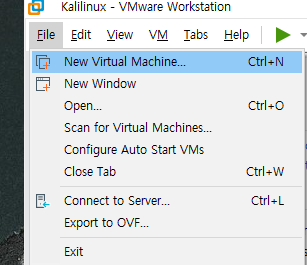 Kalilinux - VMware Workstation
File Edit View VM Tabs Help
New Virtual Machine... Ctrl+N
New Window
Open... Ctrl+O
Scan for Virtual Machines...
Configure Auto Start VMs
Close Tab Ctrl+W
Connect to Server... Ctrl+L
Export to OVF...
Exit